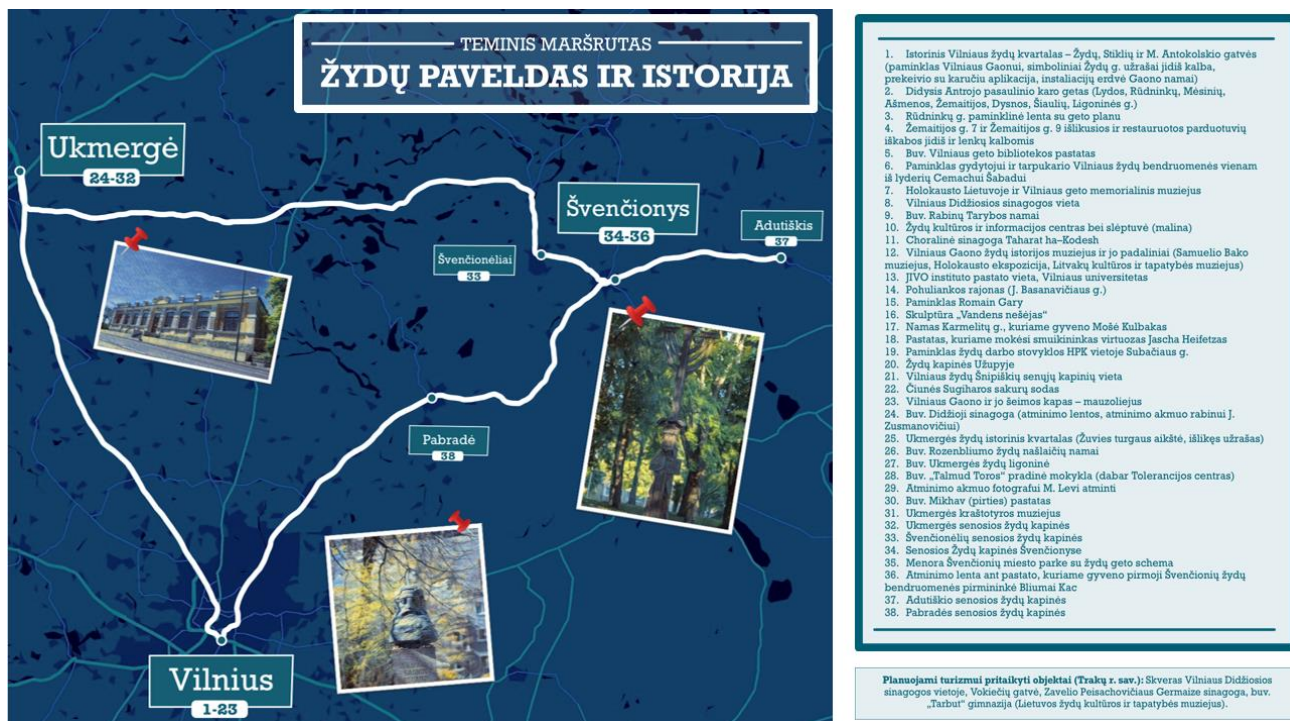 TEMINIS MARŠRUTAS
ŽYDŲ PAVELDAS IR ISTORIJA
Ukmergė
24-32
Švenčionys
34-36
Adutiškis
37
Švenčionėliai
33
Pabradė
38
Vilnius
1-23
1. Istorinis Vilniaus žydų kvartalas – Žydų, Stiklių ir M. Antokolskio gatvės
(paminklas Vilniaus Gaonui, simboliniai Žydų g. užrašai jidiš kalba,
prekeivio su karučiu aplikacija, instaliacijų erdvė Gaono namai)
2. Didysis Antrojo pasaulinio karo getas (Lydos, Rūdninkų, Mėsinių,
Ašmenos, Žemaitijos, Dysnos, Šiaulių, Ligoninės g.)
3. Rūdninkų g. paminklinė lenta su geto planu
4. Žemaitijos g. 7 ir Žemaitijos g. 9 išlikusios ir restauruotos parduotuvių
iškabos jidiš ir lenkų kalbomis
5. Buv. Vilniaus geto bibliotekos pastatas
6. Paminklas gydytojui ir tarpukario Vilniaus žydų bendruomenės vienam
iš lyderių Cemachui Šabadui
7. Holokausto Lietuvoje ir Vilniaus geto memorialinis muziejus
8. Vilniaus Didžiosios sinagogos vieta
9. Buv. Rabinų Tarybos namai
10. Žydų kultūros ir informacijos centras bei slėptuvė (malina)
11. Choralinė sinagoga Taharat ha–Kodesh
12. Vilniaus Gaono žydų istorijos muziejus ir jo padaliniai (Samuelio Bako
muziejus, Holokausto ekspozicija, Litvakų kultūros ir tapatybės muziejus)
13. JIVO instituto pastato vieta, Vilniaus universitetas
14. Pohuliankos rajonas (J. Basanavičiaus g.)
15. Paminklas Romain Gary
16. Skulptūra „Vandens nešėjas“
17. Namas Karmelitų g., kuriame gyveno Mošė Kulbakas
18. Pastatas, kuriame mokėsi smuikininkas virtuozas Jascha Heifetzas
19. Paminklas žydų darbo stovyklos HPK vietoje Subačiaus g.
20. Žydų kapinės Užupyje
21. Vilniaus žydų Šnipiškių senųjų kapinių vieta
22. Čiunės Sugiharos sakurų sodas
23. Vilniaus Gaono ir jo šeimos kapas – mauzoliejus
24. Buv. Didžioji sinagoga (atminimo lentos, atminimo akmuo rabinui J.
Zusmanovičiui)
25. Ukmergės žydų istorinis kvartalas (Žuvies turgaus aikštė, išlikęs užrašas)
26. Buv. Rozenbliumo žydų našlaičių namai
27. Buv. Ukmergės žydų ligoninė
28. Buv. „Talmud Toros“ pradinė mokykla (dabar Tolerancijos centras)
29. Atminimo akmuo fotografui M. Levi atminti
30. Buv. Mikhav (pirties) pastatas
31. Ukmergės kraštotyros muziejus
32. Ukmergės senosios žydų kapinės
33. Švenčionėlių senosios žydų kapinės
34. Senosios Žydų kapinės Švenčionyse
35. Menora Švenčionių miesto parke su žydų geto schema
36. Atminimo lenta ant pastato, kuriame gyveno pirmoji Švenčionių žydų
bendruomenės pirmininkė Bliumai Kac
37. Adutiškio senosios žydų kapinės
38. Pabradės senosios žydų kapinės
Planuojami turizmui pritaikyti objektai (Trakų r. sav.): Skveras Vilniaus Didžiosios
sinagogos vietoje, Vokiečių gatvė, Zavelio Peisachovičiaus Germaize sinagoga, buv.
„Tarbut“ gimnazija (Lietuvos žydų kultūros ir tapatybės muziejus).